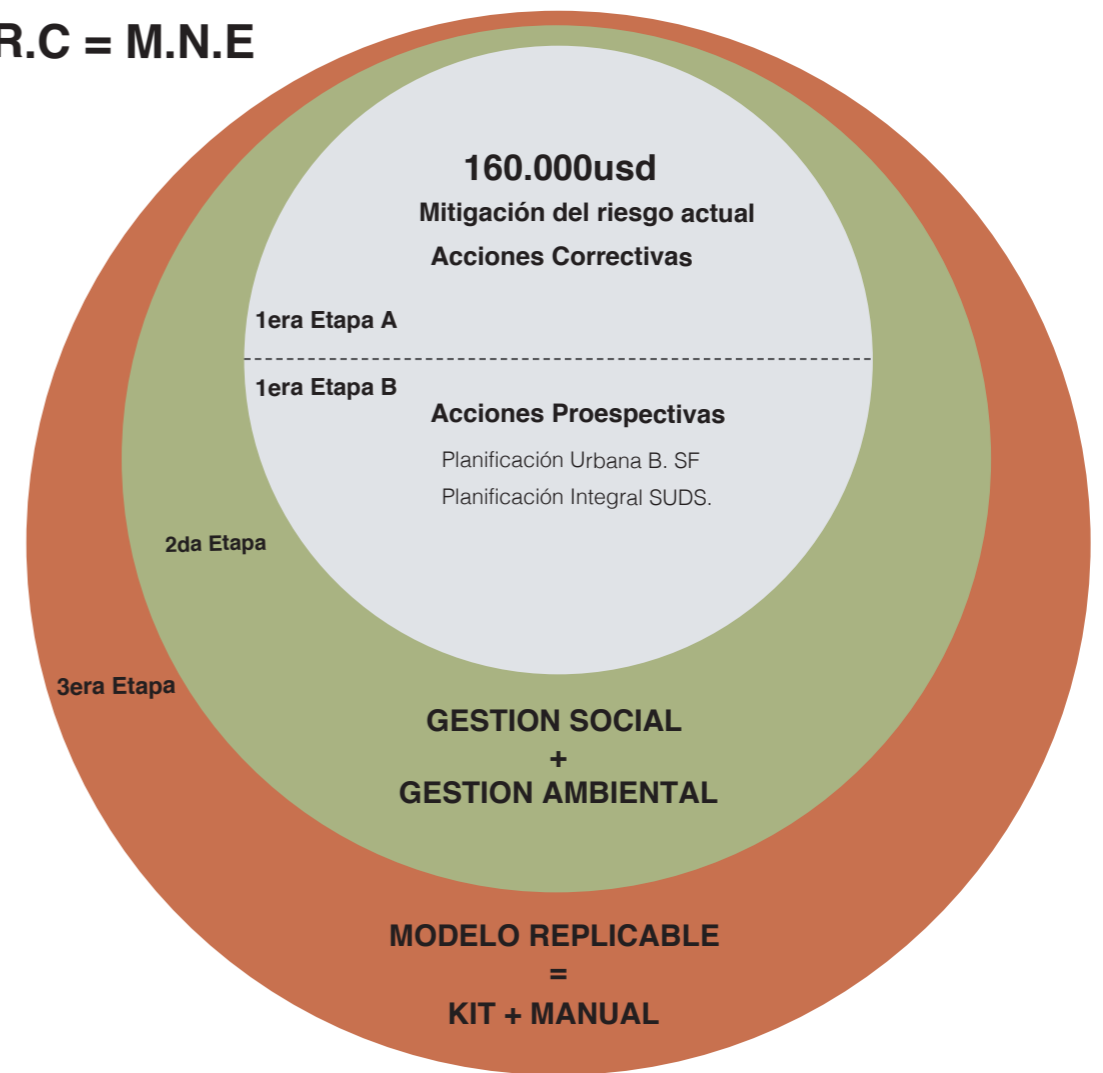 R.C = M.N.E
160.000usd
Mitigación del riesgo actual
Acciones Correctivas
1era Etapa A
1era Etapa B
Acciones Proespectivas
Planificación Urbana B. SF
Planificación Integral SUDS.
2da Etapa
3era Etapa
GESTION SOCIAL
+
GESTION AMBIENTAL
MODELO REPLICABLE
=
KIT + MANUAL